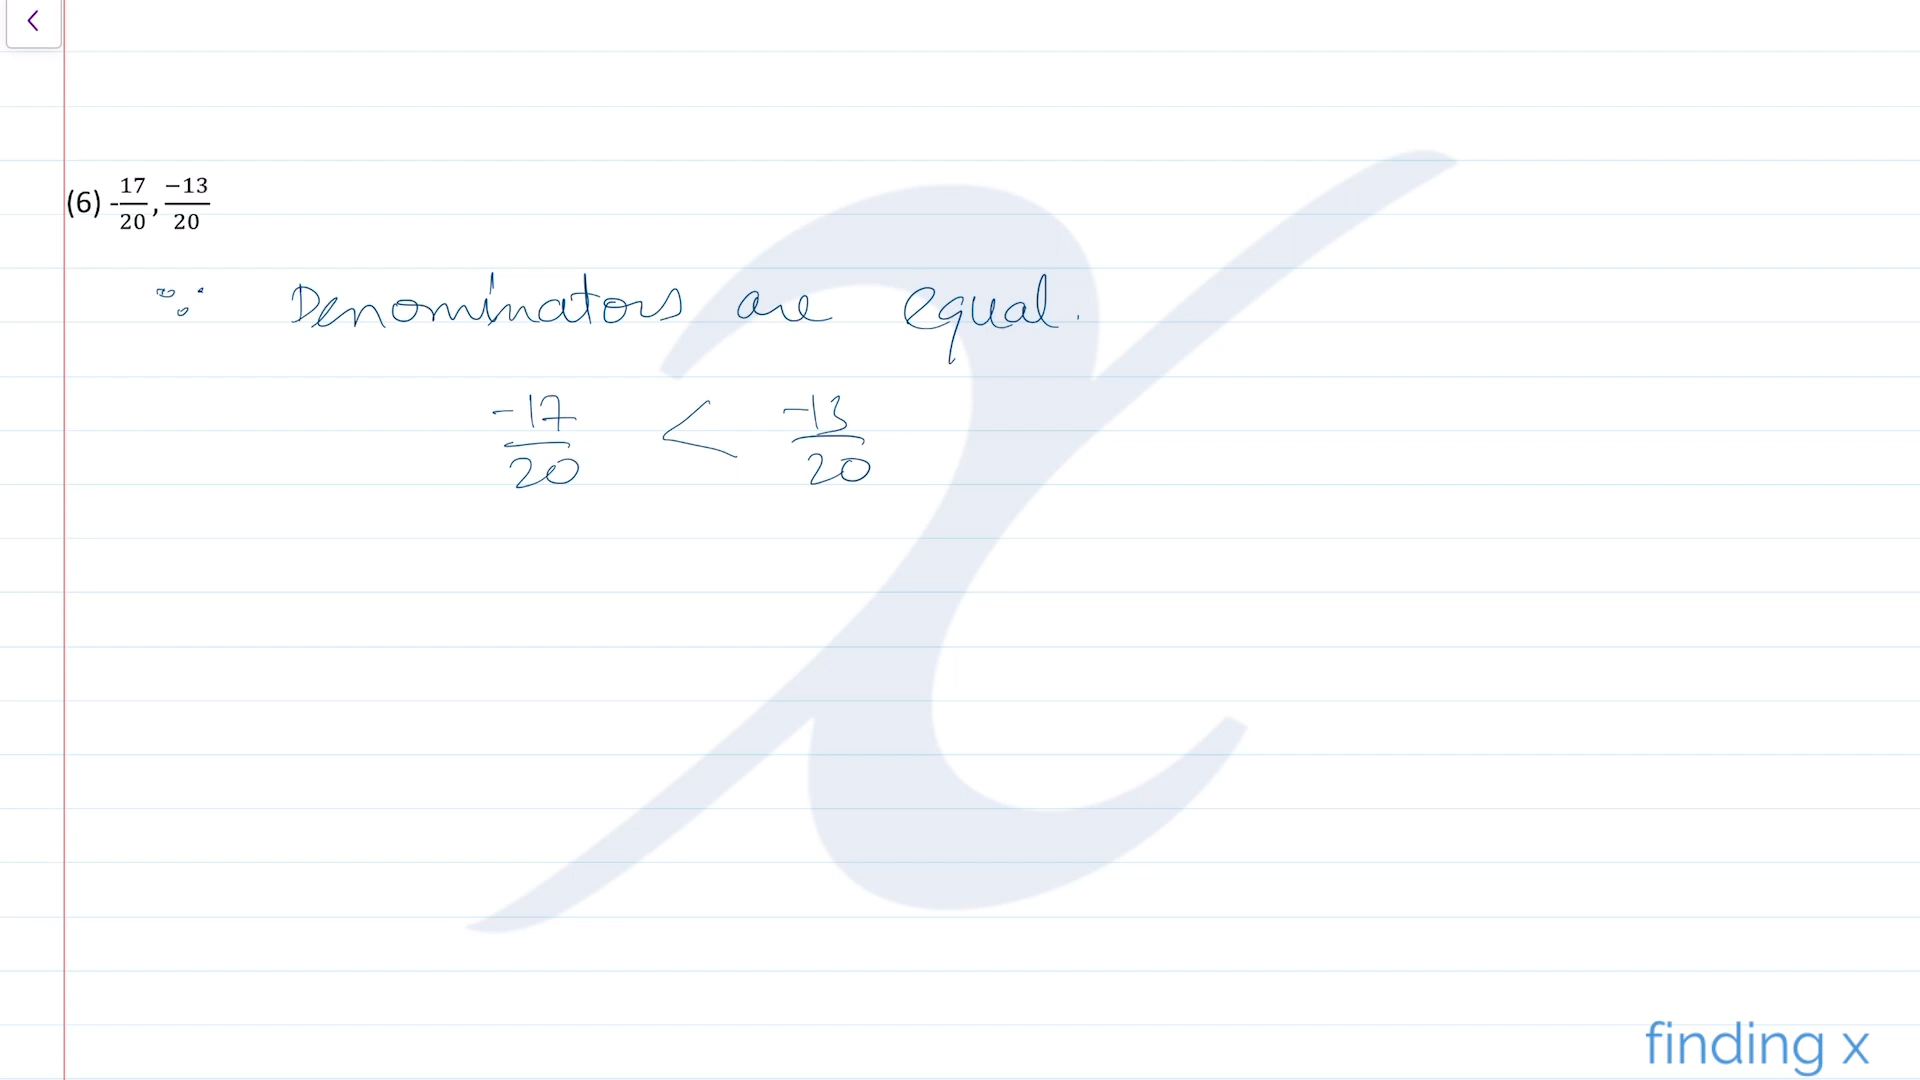 (6) -17/20, −13/20
∵ Denominators are equal.
-17/20 < -13/20
finding x